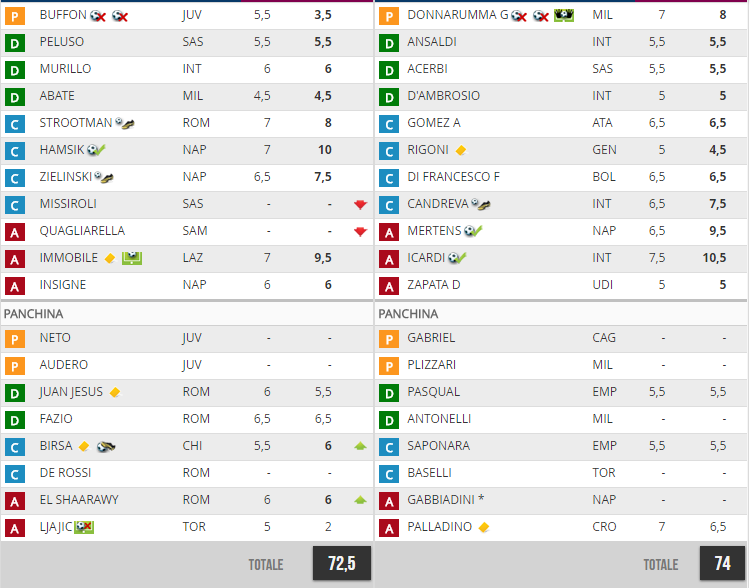 P BUFFON JUV 5,5 3,5
D PELUSO SAS 5,5 5,5
D MURILLO INT 6 6
D ABATE MIL 4,5 4,5
C STROOTMAN ROM 7 8
C HAMSIK NAP 7 10
C ZIELINSKI NAP 6,5 7,5
C MISSIROLI SAS - -
A QUAGLIARELLA SAM - -
A IMMOBILE LAZ 7 9,5
A INSIGNE NAP 6 6
PANCHINA
P NETO JUV - -
P AUDERO JUV - -
D JUAN JESUS ROM 6 5,5
D FAZIO ROM 6,5 6,5
C BIRSA CHI 5,5 6
C DE ROSSI ROM - -
A EL SHAARAWY ROM 6 6
A LJAJIC TOR 5 2
TOTALE 72,5
P DONNARUMMA G MIL 7 8
D ANSALDI INT 5,5 5,5
D ACERBI SAS 5,5 5,5
D D'AMBROSIO INT 5 5
C GOMEZ A ATA 6,5 6,5
C RIGONI GEN 5 4,5
C DI FRANCESCO F BOL 6,5 6,5
C CANDREVA INT 6,5 7,5
A MERTENS NAP 6,5 9,5
A ICARDI INT 7,5 10,5
A ZAPATA D UDI 5 5
PANCHINA
P GABRIEL CAG - -
P PLIZZARI MIL - -
D PASQUAL EMP 5,5 5,5
D ANTONELLI MIL - -
C SAPONARA EMP 5,5 5,5
C BASELLI TOR - -
A GABBIADINI * NAP - -
A PALLADINO CRO 7 6,5
TOTALE 74